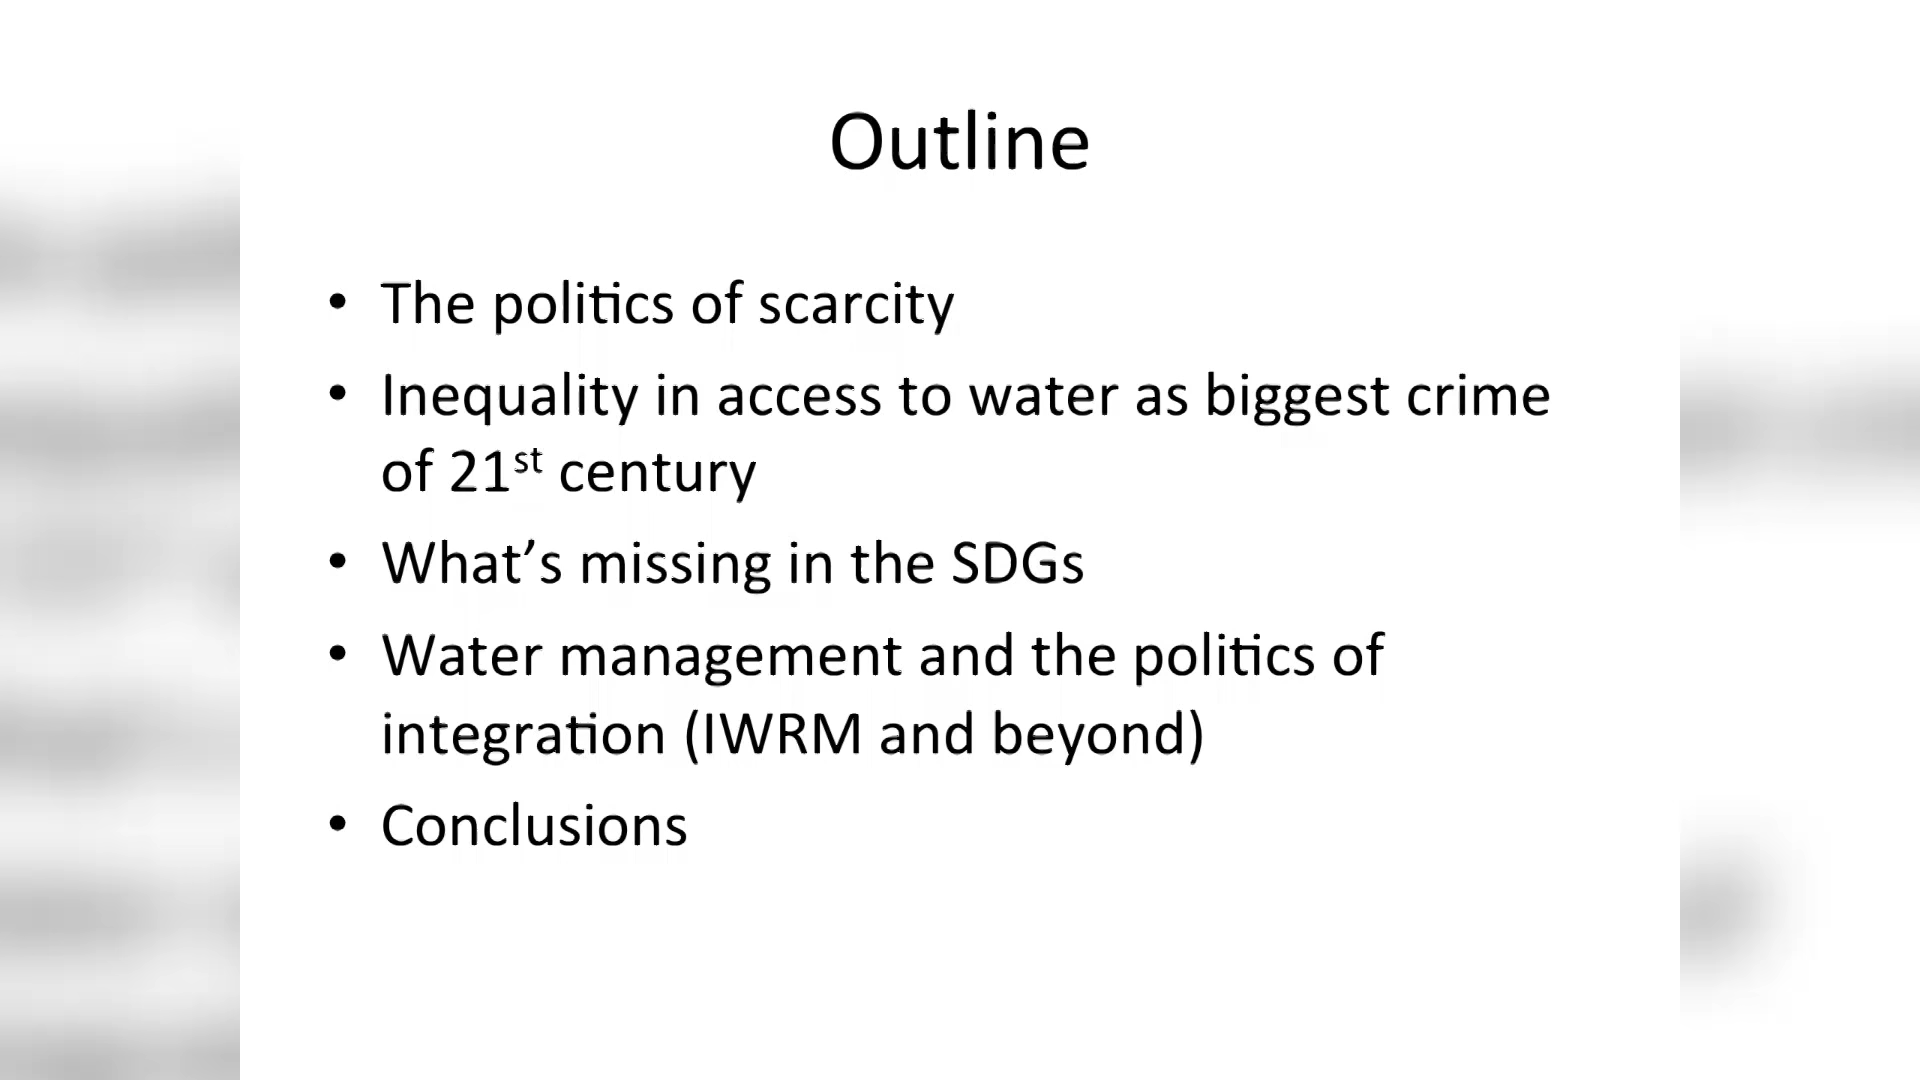 Outline
• The politics of scarcity
• Inequality in access to water as biggest crime
of 21st century
• What’s missing in the SDGs
• Water management and the politics of
integration (IWRM and beyond)
• Conclusions